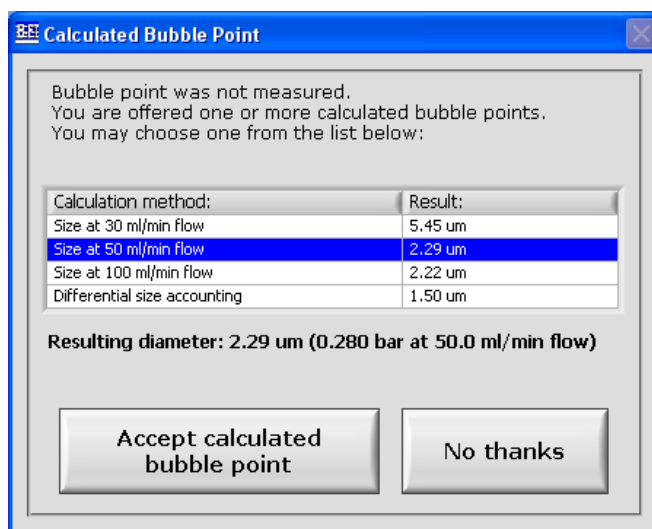 Calculated Bubble Point
Bubble point was not measured.
You are offered one or more calculated bubble points.
You may choose one from the list below:
Calculation method: Result:
Size at 30 ml/min flow 5.45 um
Size at 50 ml/min flow 2.29 um
Size at 100 ml/min flow 2.22 um
Differential size accounting 1.50 um
Resulting diameter: 2.29 um (0.280 bar at 50.0 ml/min flow)
Accept calculated
bubble point
No thanks